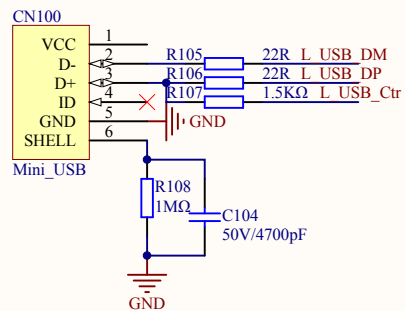 CN100
VCC 1
D- 2 R105 22R L_USB_DM
D+ 3 R106 22R L_USB_DP
R107 1.5KΩ L_USB_Ctr
ID 4
GND 5 GND
SHELL 6
Mini_USB
R108
1MΩ
C104
50V/4700pF
GND